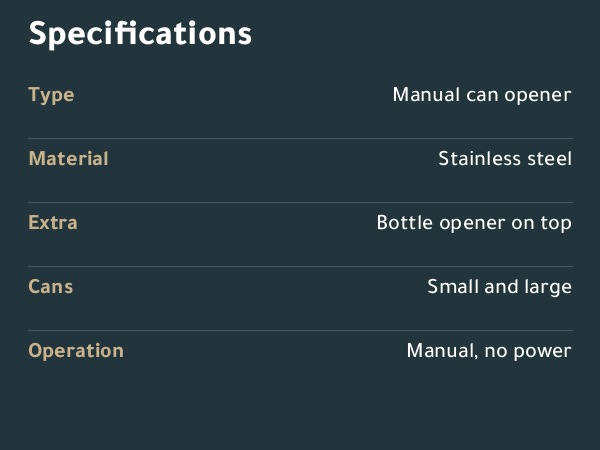 Specifications
Type Manual can opener
Material Stainless steel
Extra Bottle opener on top
Cans Small and large
Operation Manual, no power